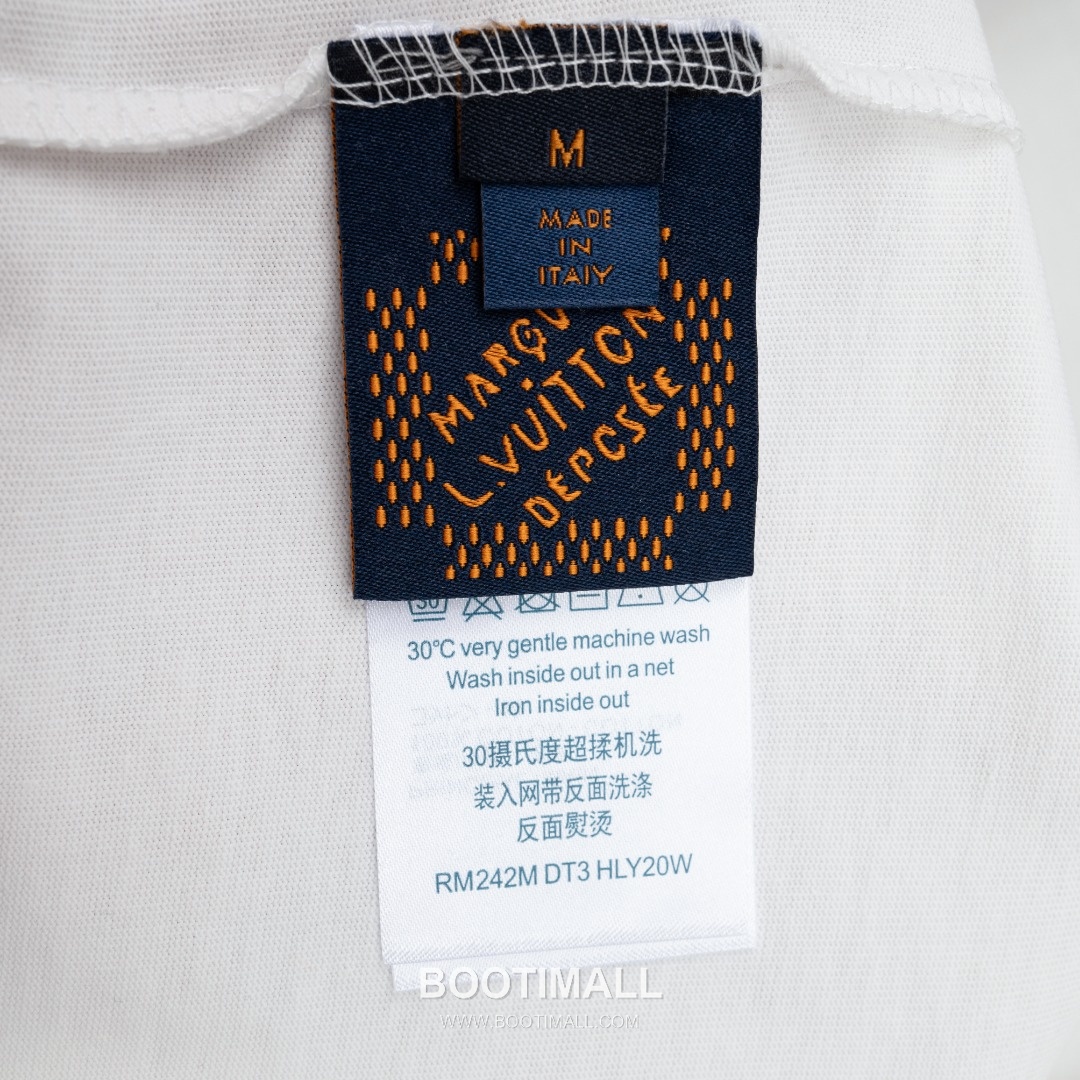 M
MADE
IN
ITAIY
MARQU
L.VUITTON
DÉPOSÉE
30
30°C very gentle machine wash
Wash inside out in a net
Iron inside out
30摄氏度超揉机洗
装入网带反面洗涤
反面熨烫
RM242M DT3 HLY20W
BOOTIMALL
WWW.BOOTIMALL.COM